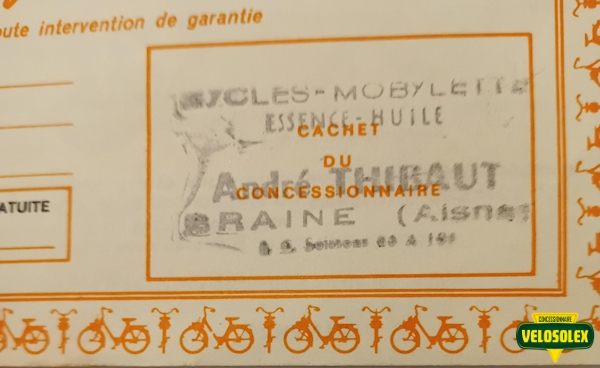 oute intervention de garantie
CYCLES-MOBYLETTE
ESSENCE-HUILE
CACHET
DU
André THIBAUT
CONCESSIONNAIRE
BRAINE (Aisne)
ATUITE
CONCESSIONNAIRE
VELOSOLEX